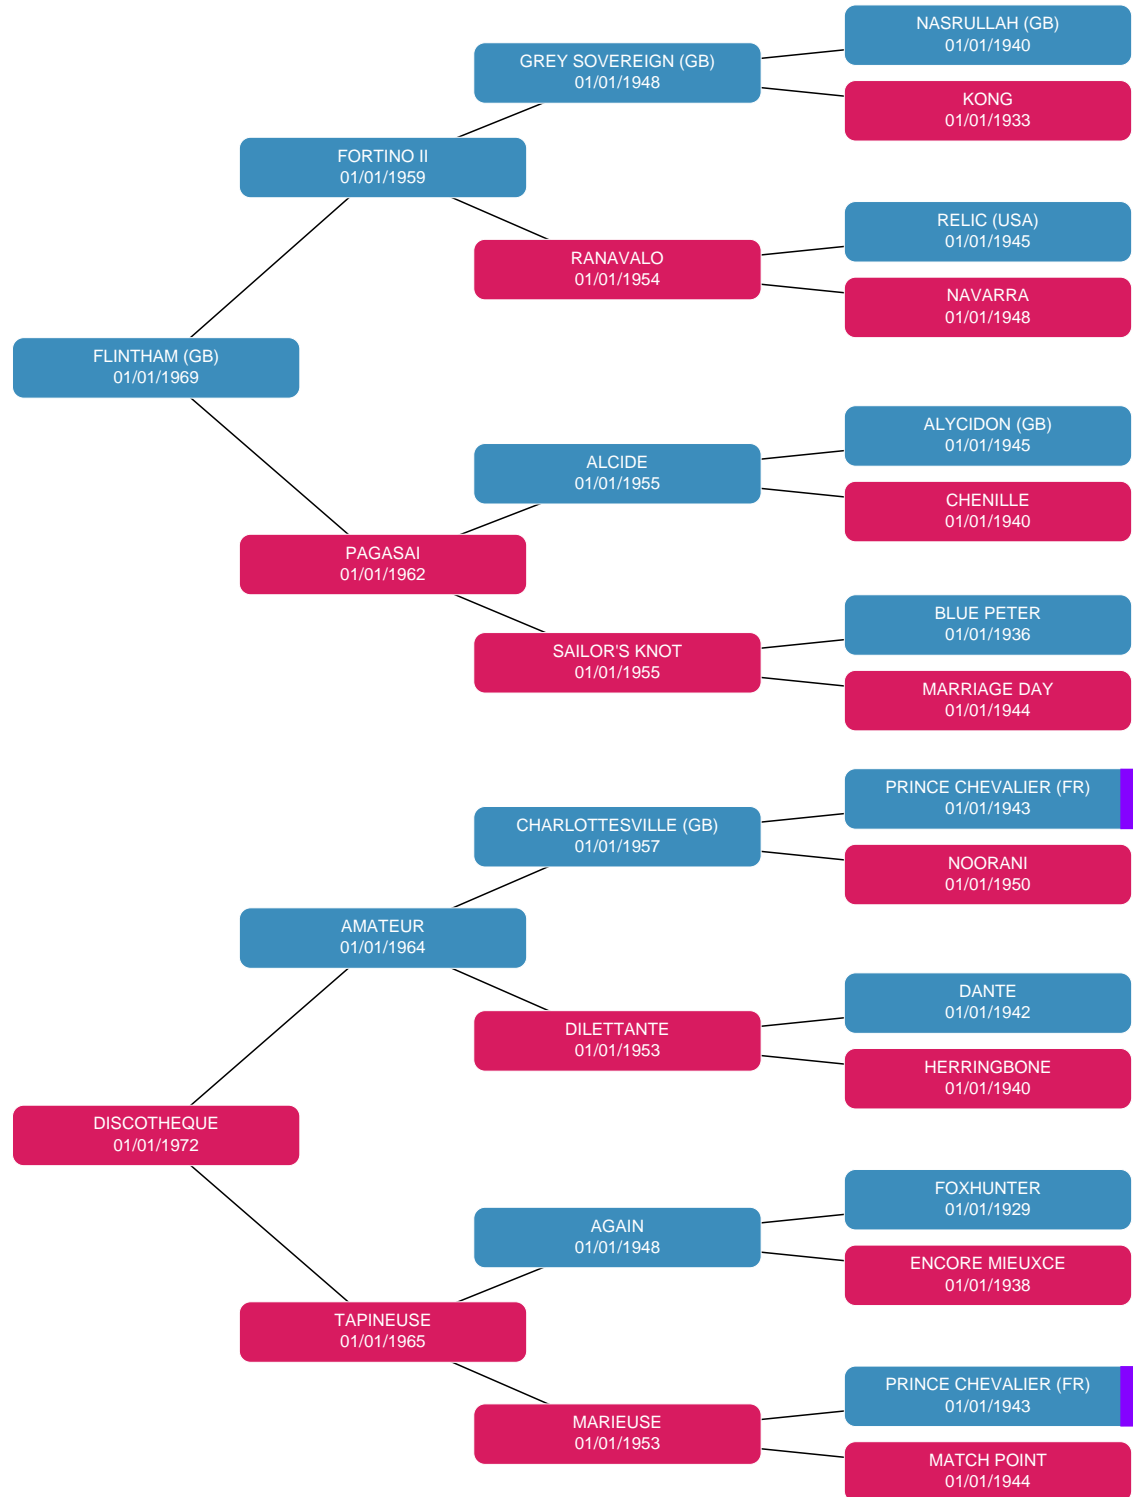 NASRULLAH (GB)
01/01/1940
GREY SOVEREIGN (GB)
01/01/1948
KONG
01/01/1933
FORTINO II
01/01/1959
RELIC (USA)
01/01/1945
RANAVALO
01/01/1954
NAVARRA
01/01/1948
FLINTHAM (GB)
01/01/1969
ALYCIDON (GB)
01/01/1945
ALCIDE
01/01/1955
CHENILLE
01/01/1940
PAGASAI
01/01/1962
BLUE PETER
01/01/1936
SAILOR'S KNOT
01/01/1955
MARRIAGE DAY
01/01/1944
PRINCE CHEVALIER (FR)
01/01/1943
CHARLOTTESVILLE (GB)
01/01/1957
NOORANI
01/01/1950
AMATEUR
01/01/1964
DANTE
01/01/1942
DILETTANTE
01/01/1953
HERRINGBONE
01/01/1940
DISCOTHEQUE
01/01/1972
FOXHUNTER
01/01/1929
AGAIN
01/01/1948
ENCORE MIEUXCE
01/01/1938
TAPINEUSE
01/01/1965
PRINCE CHEVALIER (FR)
01/01/1943
MARIEUSE
01/01/1953
MATCH POINT
01/01/1944